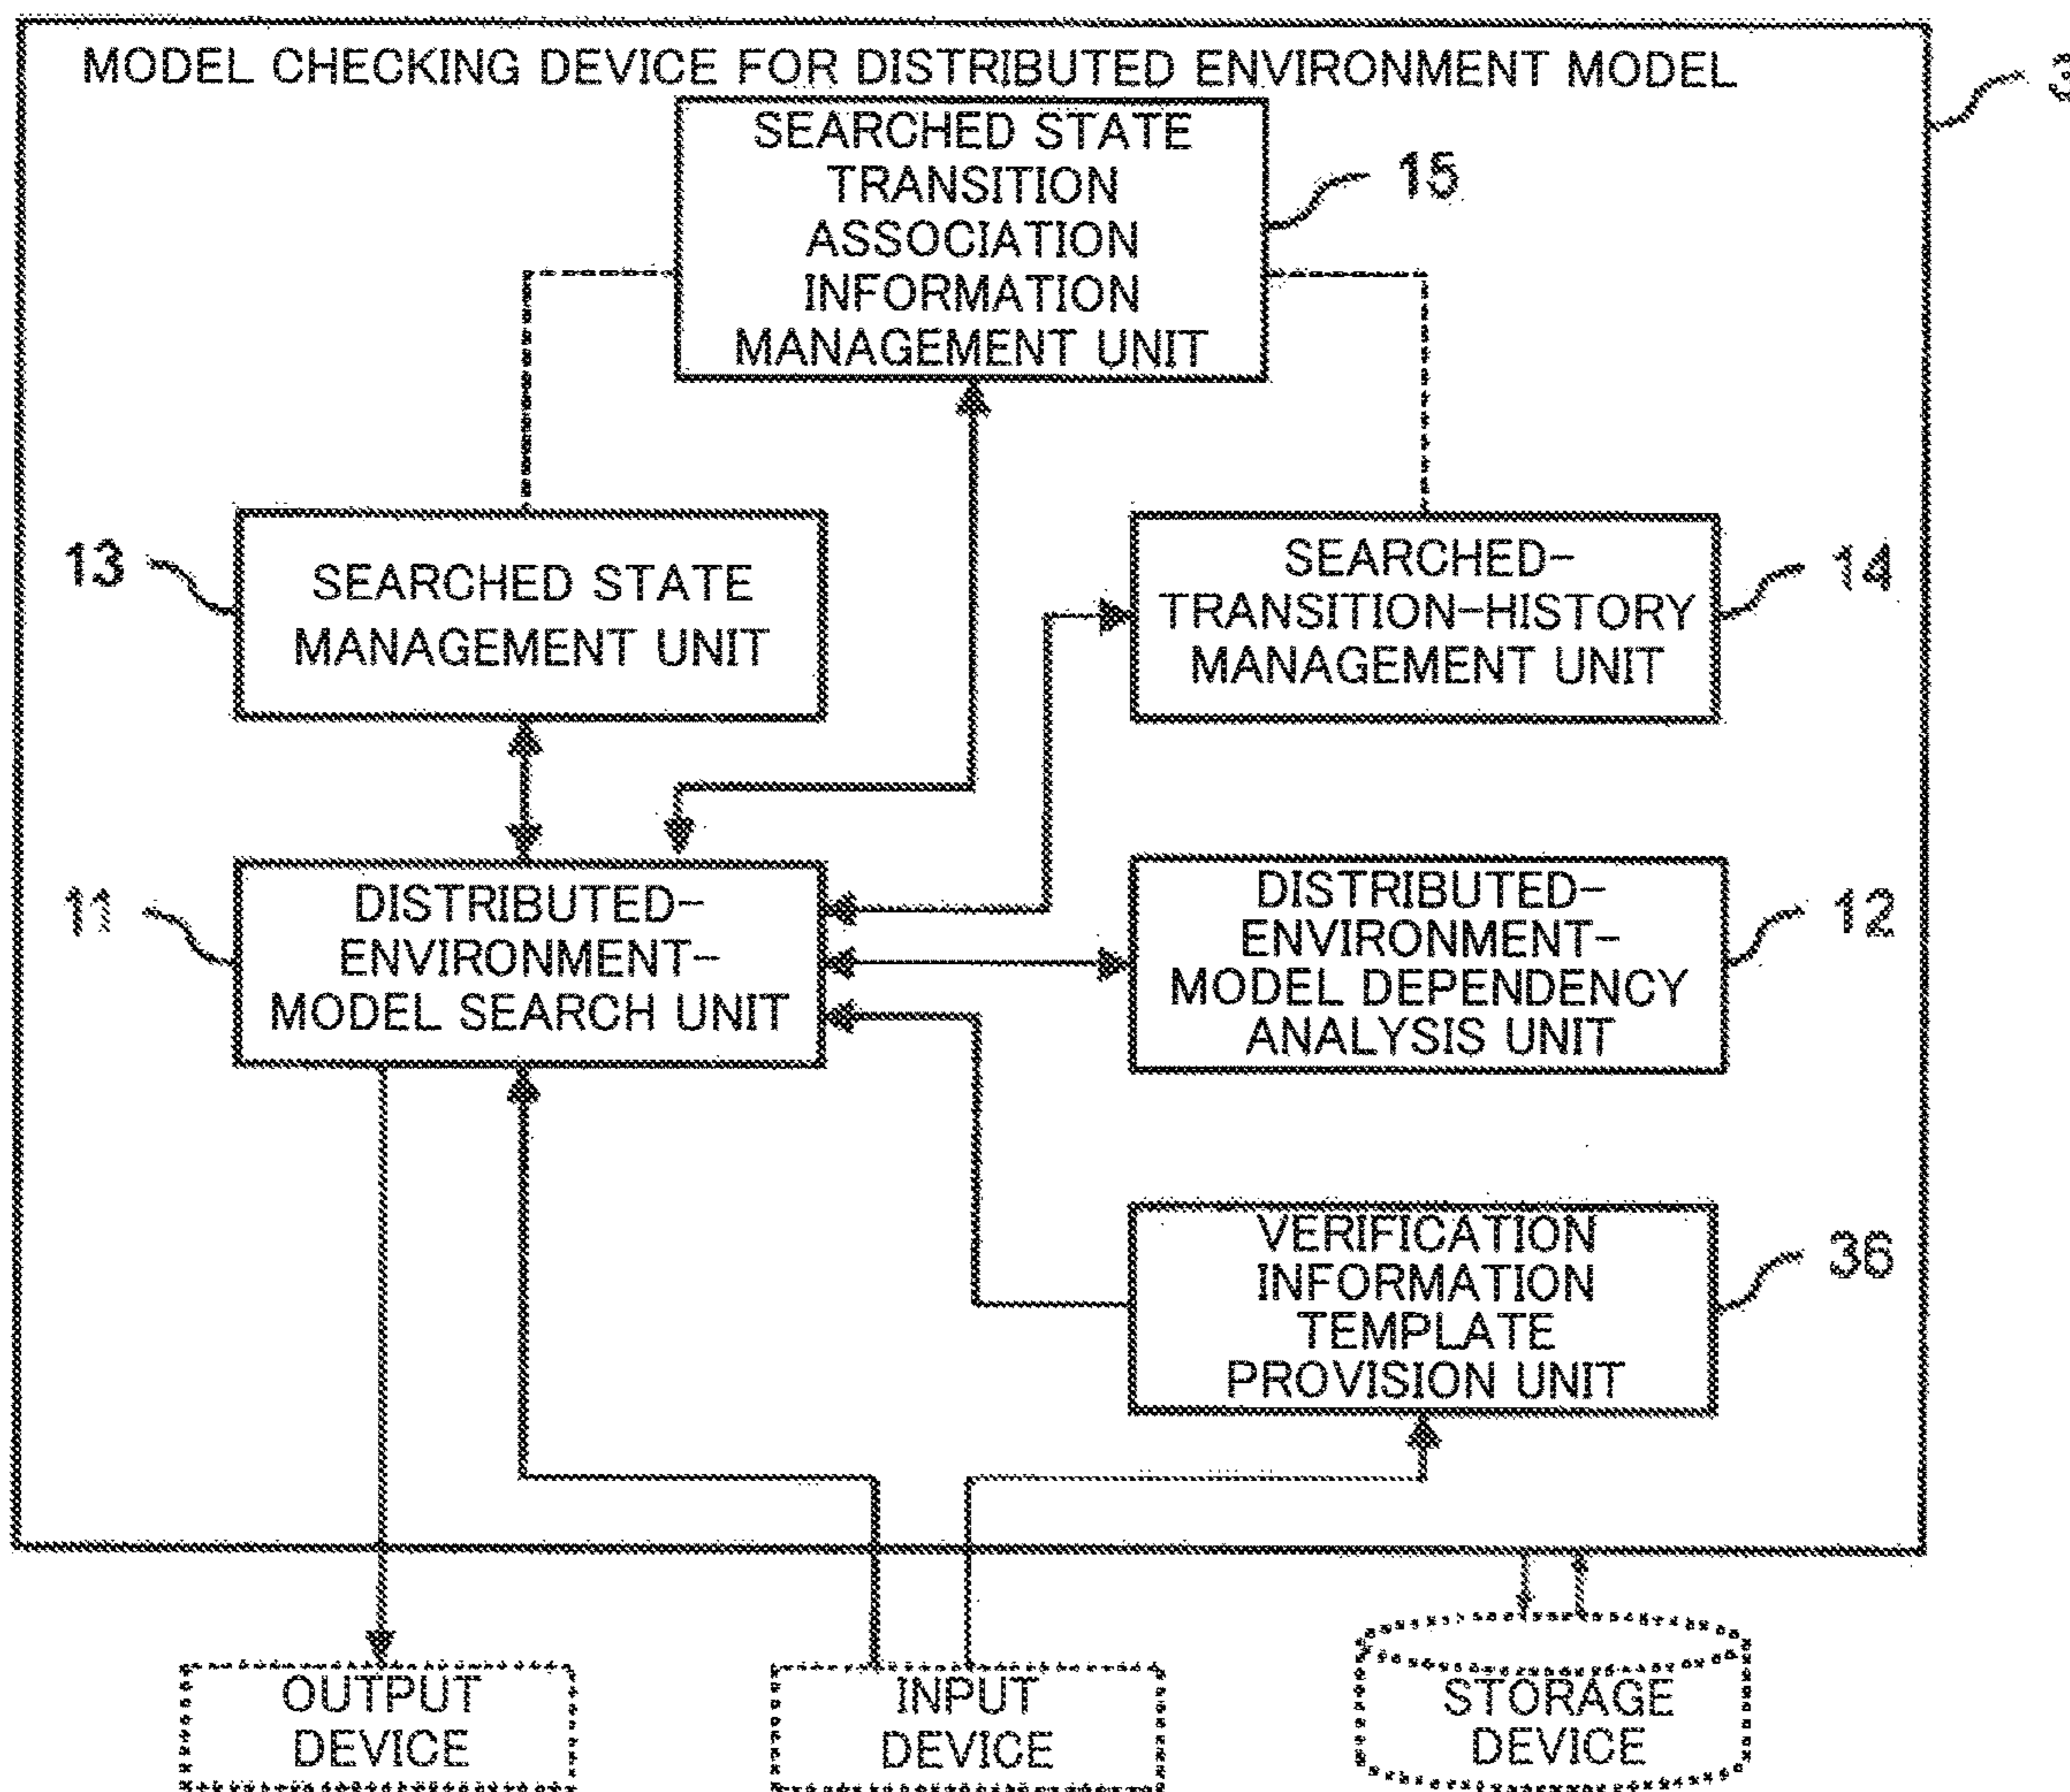 MODEL CHECKING DEVICE FOR DISTRIBUTED ENVIRONMENT MODEL
3
SEARCHED STATE
TRANSITION
ASSOCIATION
INFORMATION
MANAGEMENT UNIT
15
13
SEARCHED STATE
MANAGEMENT UNIT
SEARCHED-
TRANSITION-HISTORY
MANAGEMENT UNIT
14
11
DISTRIBUTED-
ENVIRONMENT-
MODEL SEARCH UNIT
DISTRIBUTED-
ENVIRONMENT-
MODEL DEPENDENCY
ANALYSIS UNIT
12
VERIFICATION
INFORMATION
TEMPLATE
PROVISION UNIT
36
OUTPUT
DEVICE
INPUT
DEVICE
STORAGE
DEVICE